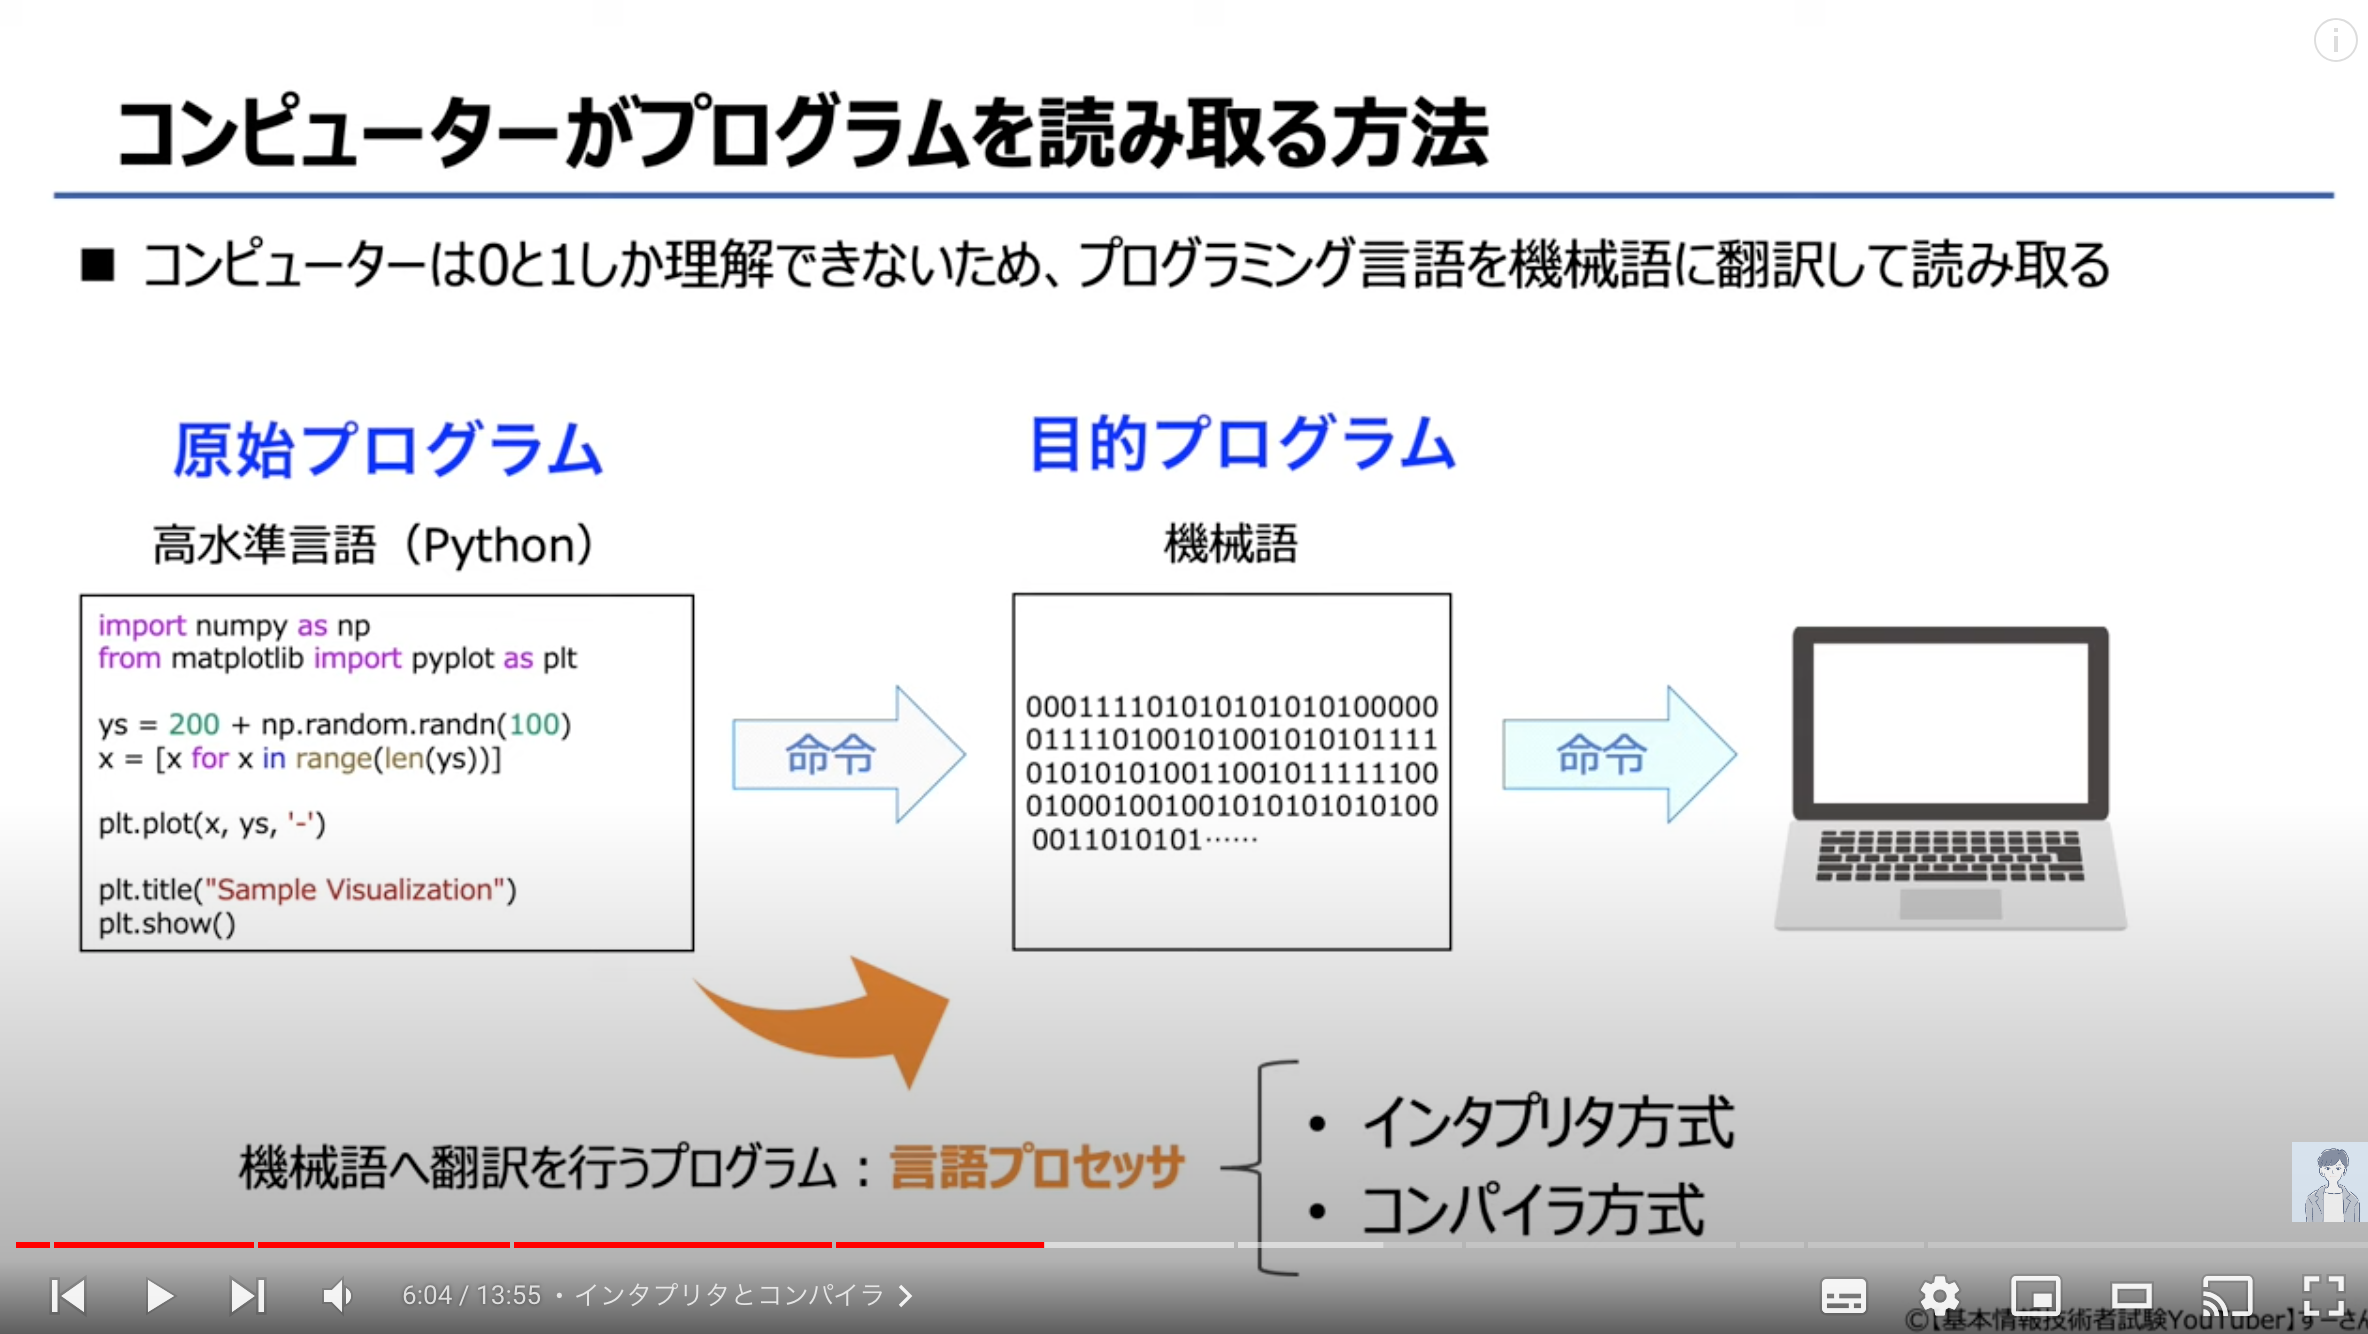 コンピューターがプログラムを読み取る方法
■ コンピューターは0と1しか理解できないため、プログラミング言語を機械語に翻訳して読み取る
原始プログラム
高水準言語（Python）
import numpy as np
from matplotlib import pyplot as plt
ys = 200 + np.random.randn(100)
x = [x for x in range(len(ys))]
plt.plot(x, ys, '-')
plt.title("Sample Visualization")
plt.show()
命令
目的プログラム
機械語
000111101010101010100000
011110100101001010101111
010101010011001011111100
010001001001010101010100
0011010101……
命令
機械語へ翻訳を行うプログラム：言語プロセッサ
• インタプリタ方式
• コンパイラ方式
6:04 / 13:55 • インタプリタとコンパイラ
©【基本情報技術者試験YouTuber】すーさん